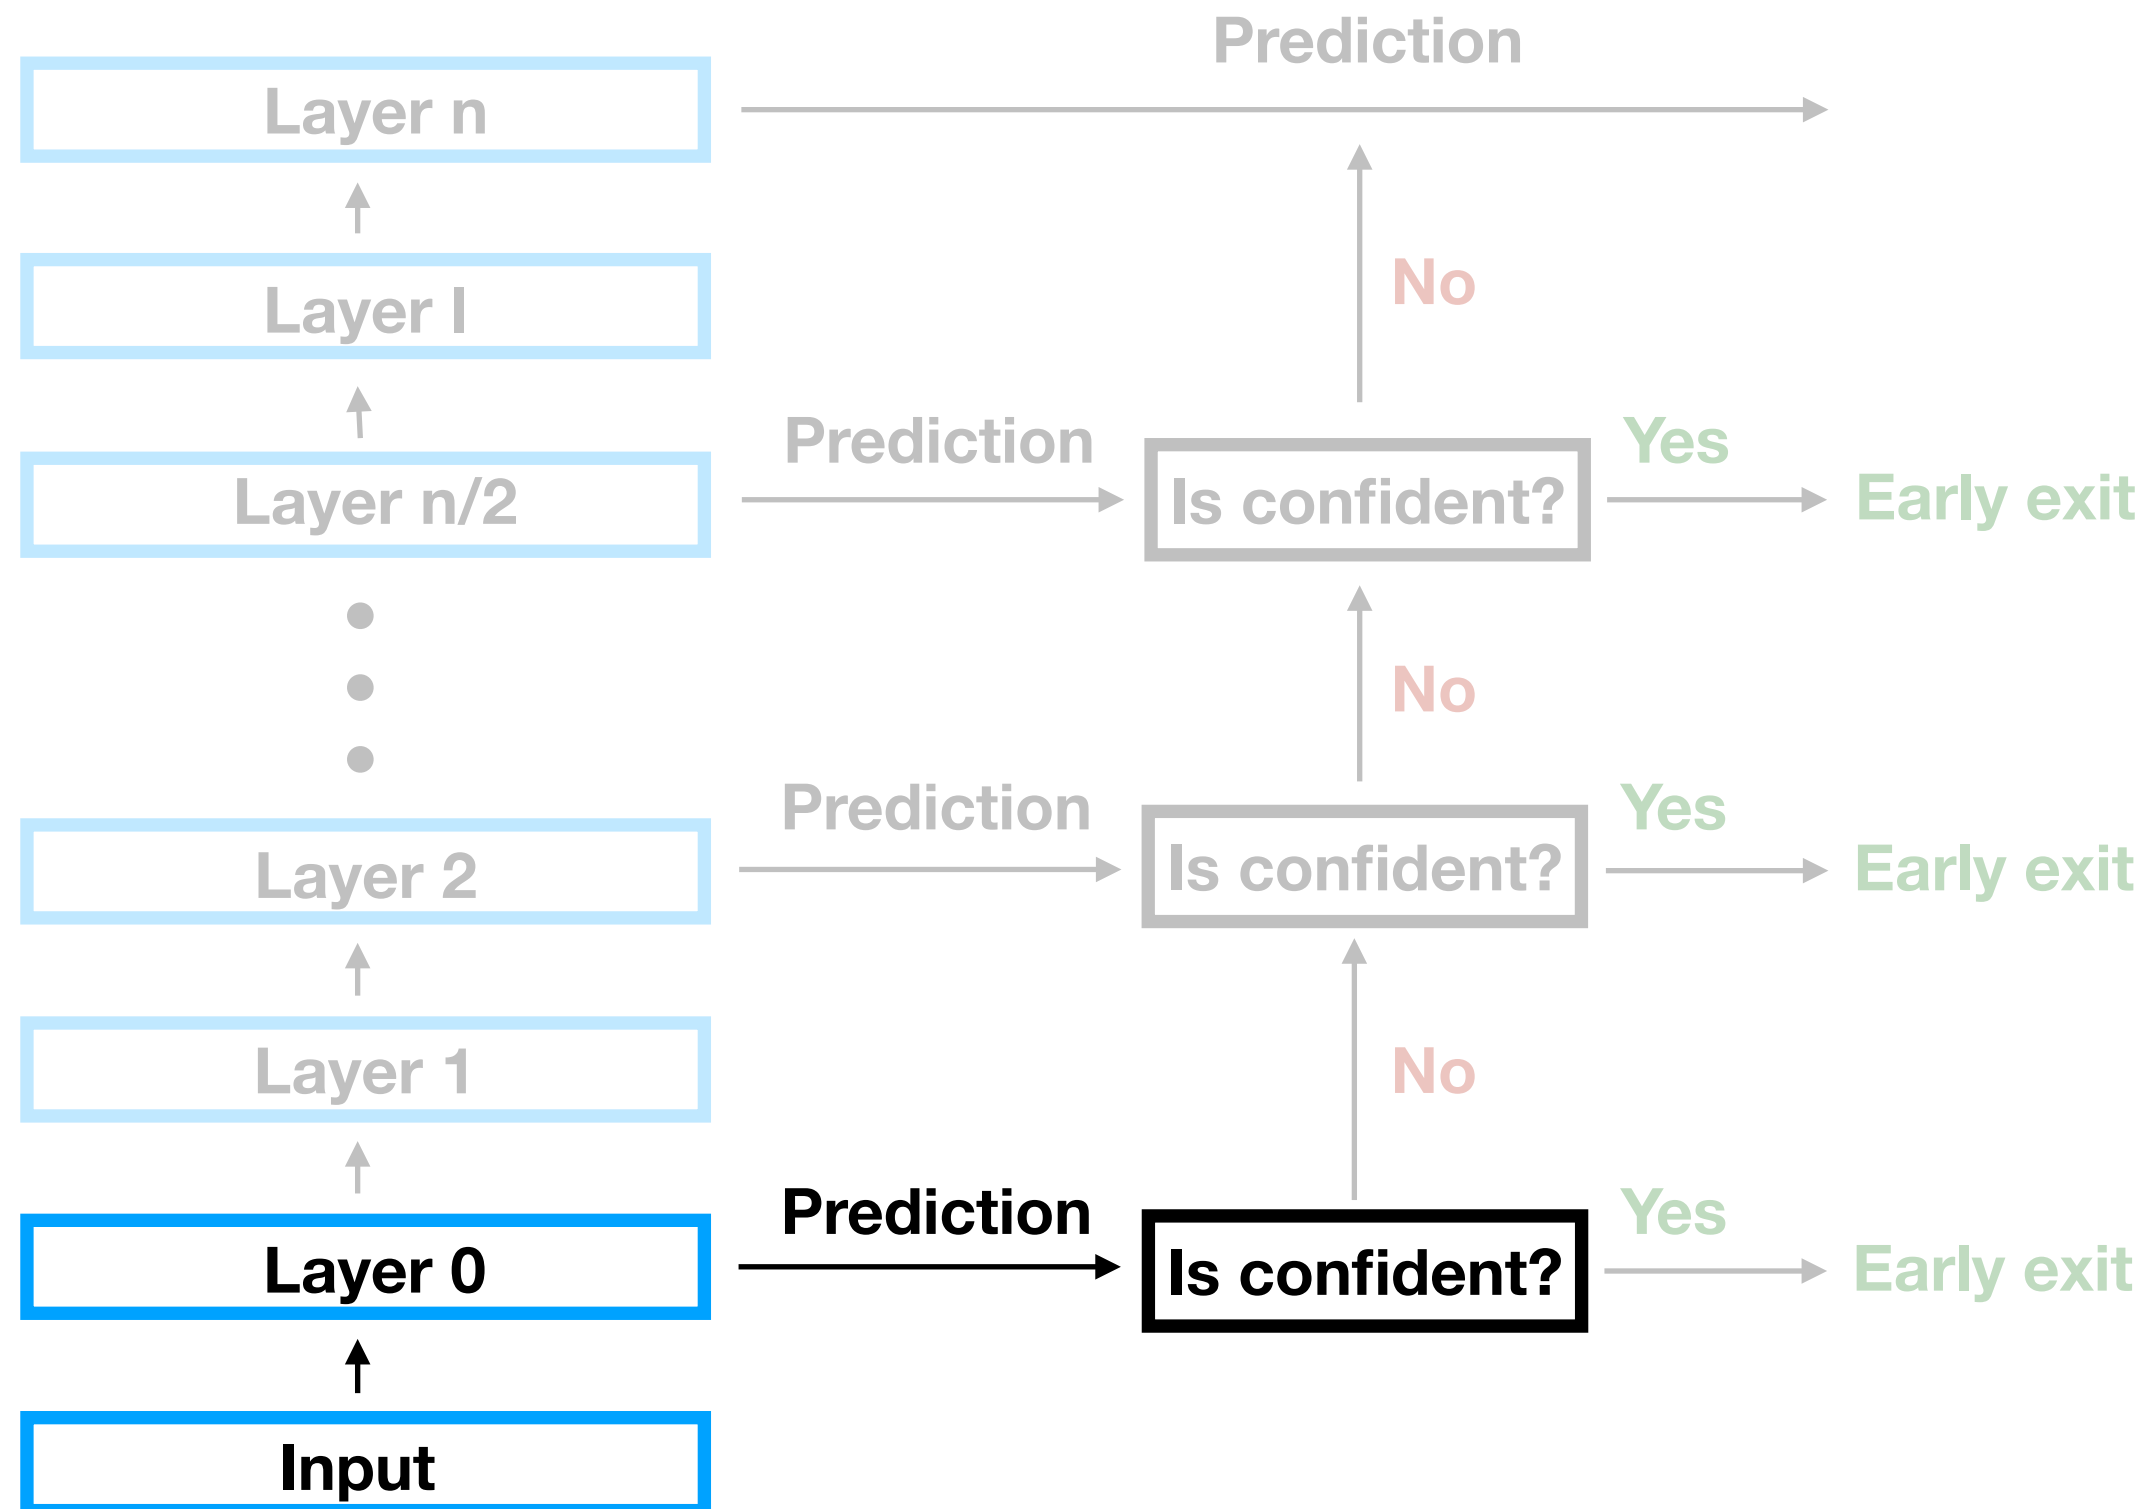 Prediction
Layer n
No
Layer l
Prediction
Yes
Layer n/2
Is confident?
Early exit
No
Prediction
Yes
Layer 2
Is confident?
Early exit
Layer 1
No
Prediction
Yes
Layer 0
Is confident?
Early exit
Input